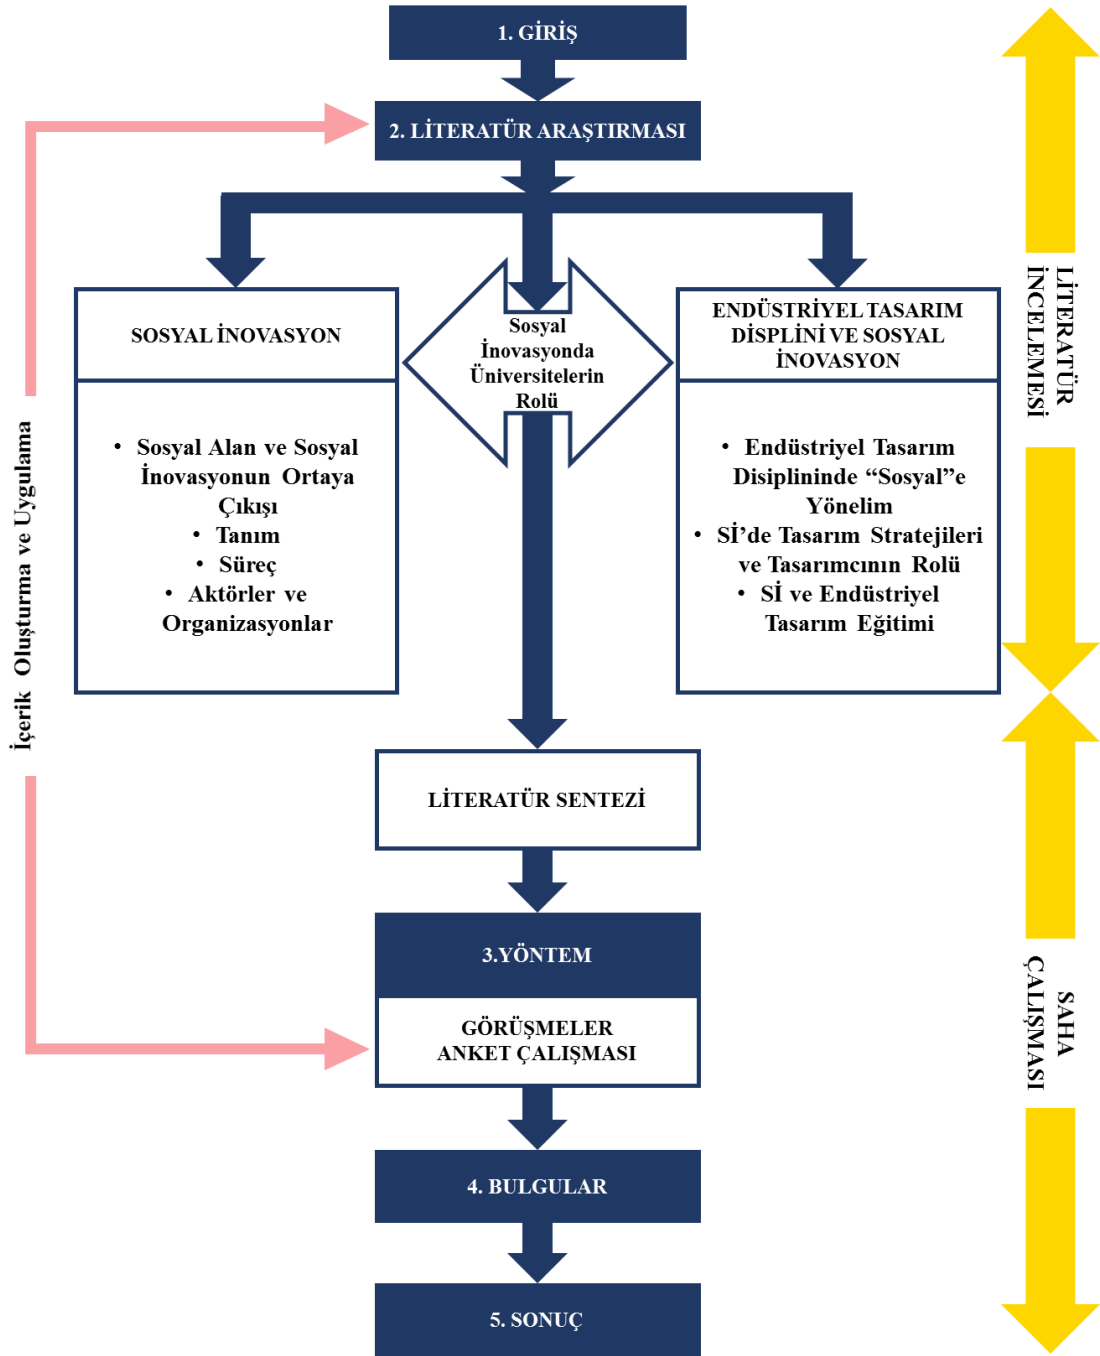 1. GİRİŞ
2. LİTERATÜR ARAŞTIRMASI
SOSYAL İNOVASYON
• Sosyal Alan ve Sosyal
İnovasyonun Ortaya
Çıkışı
• Tanım
• Süreç
• Aktörler ve
Organizasyonlar
Sosyal
İnovasyonda
Üniversitelerin
Rolü
ENDÜSTRİYEL TASARIM
DISPLİNİ VE SOSYAL
İNOVASYON
• Endüstriyel Tasarım
Disiplininde “Sosyal”e
Yönelim
• Sİ’de Tasarım Stratejileri
ve Tasarımcının Rolü
• Sİ ve Endüstriyel
Tasarım Eğitimi
LİTERATÜR SENTEZİ
3.YÖNTEM
GÖRÜŞMELER
ANKET ÇALIŞMASI
4. BULGULAR
5. SONUÇ
İçerik Oluşturma ve Uygulama
LİTERATÜR
İNCELEMESİ
SAHA
ÇALIŞMASI